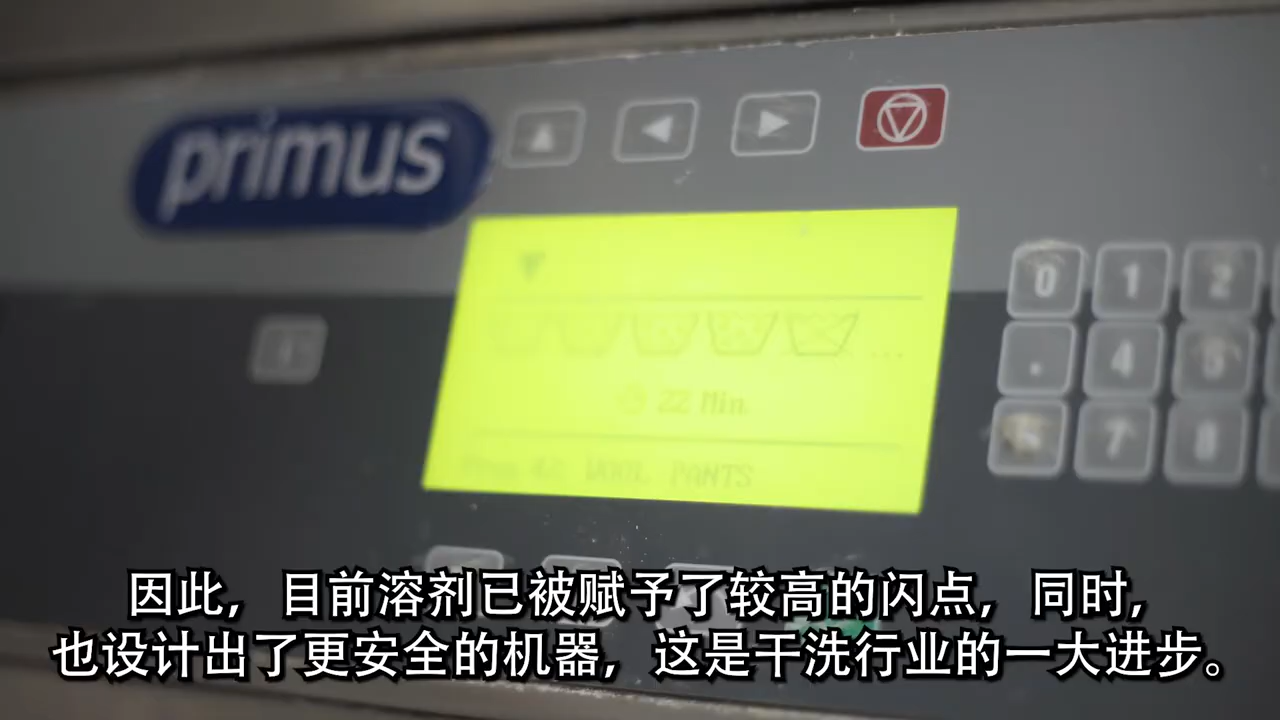 primus
0 1 2
. 4 5
7 8
22 Min.
WOOL PANTS
因此，目前溶剂已被赋予了较高的闪点，同时，
也设计出了更安全的机器，这是干洗行业的一大进步。